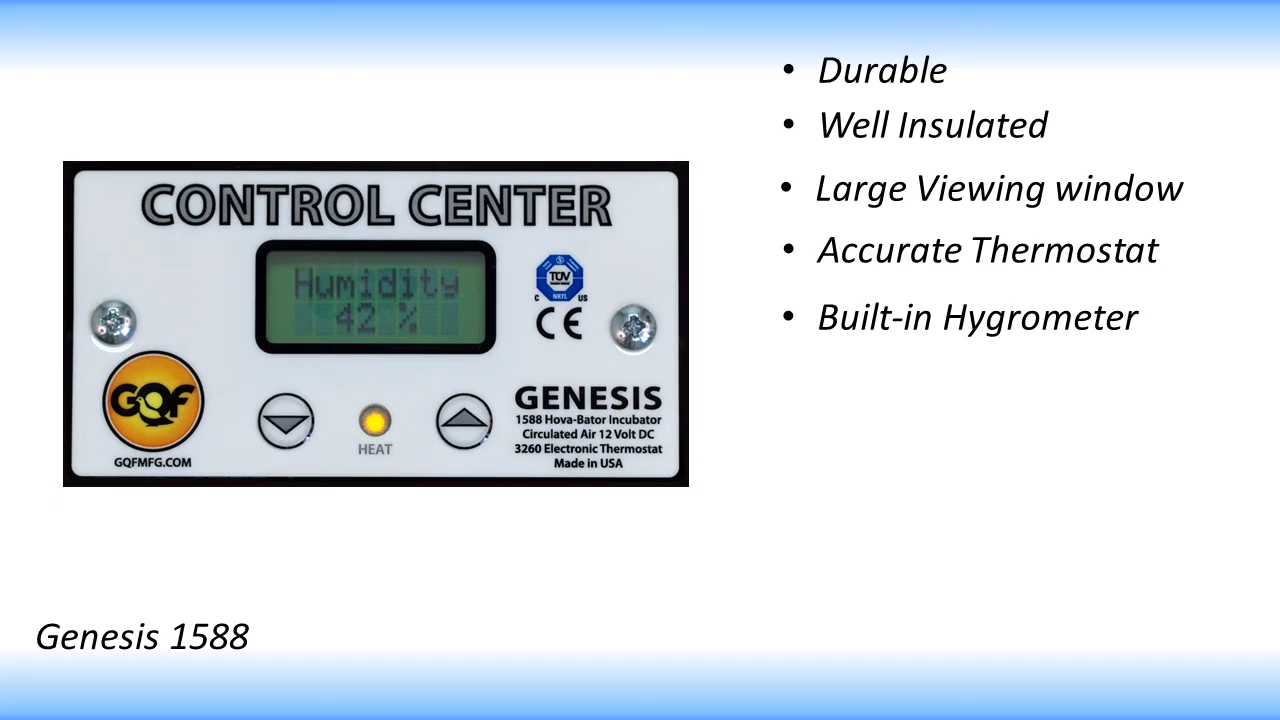 Durable
Well Insulated
Large Viewing window
Accurate Thermostat
Built-in Hygrometer
CONTROL CENTER
Humidity
42 %
TÜV
C NRTL US
CE
GQF
GQFMFG.COM
HEAT
GENESIS
1588 Hova-Bator Incubator
Circulated Air 12 Volt DC
3260 Electronic Thermostat
Made in USA
Genesis 1588